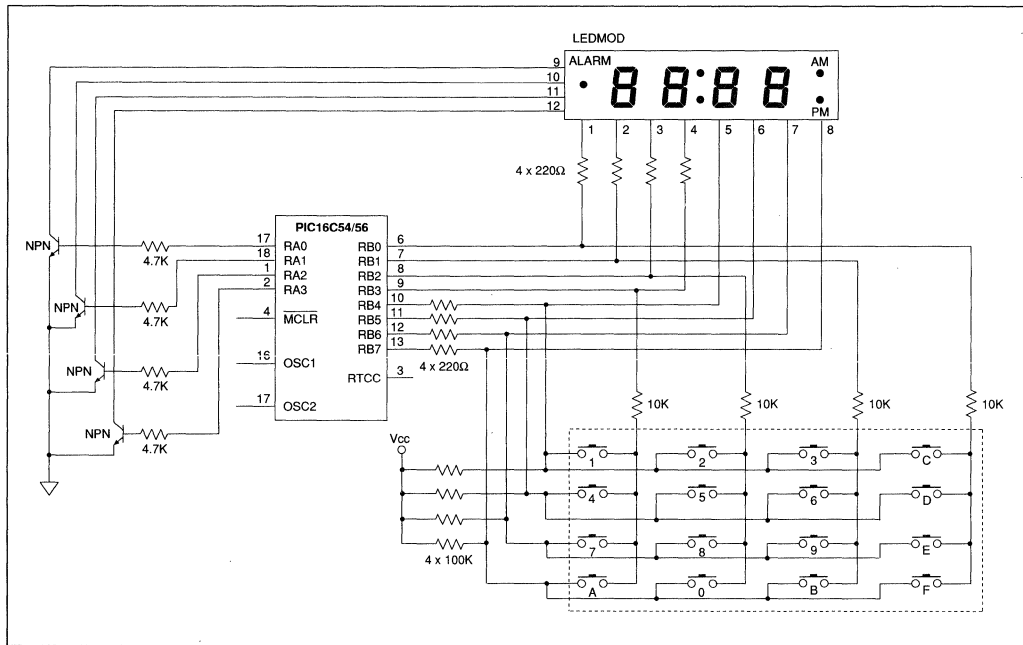 LEDMOD
9 ALARM AM
10
11
12 PM
1 2 3 4 5 6 7 8
4 x 220Ω
PIC16C54/56
NPN 4.7K 17 RA0 RB0 6
18 RA1 RB1 7
1 RA2 RB2 8
2 RA3 RB3 9
NPN 4.7K RB4 10
4 MCLR RB5 11
RB6 12
RB7 13
NPN 4.7K 16 OSC1 4 x 220Ω
RTCC 3
17 OSC2
10K 10K 10K 10K
NPN 4.7K
Vcc
1 2 3 C
4 5 6 D
7 8 9 E
4 x 100K
A 0 B F